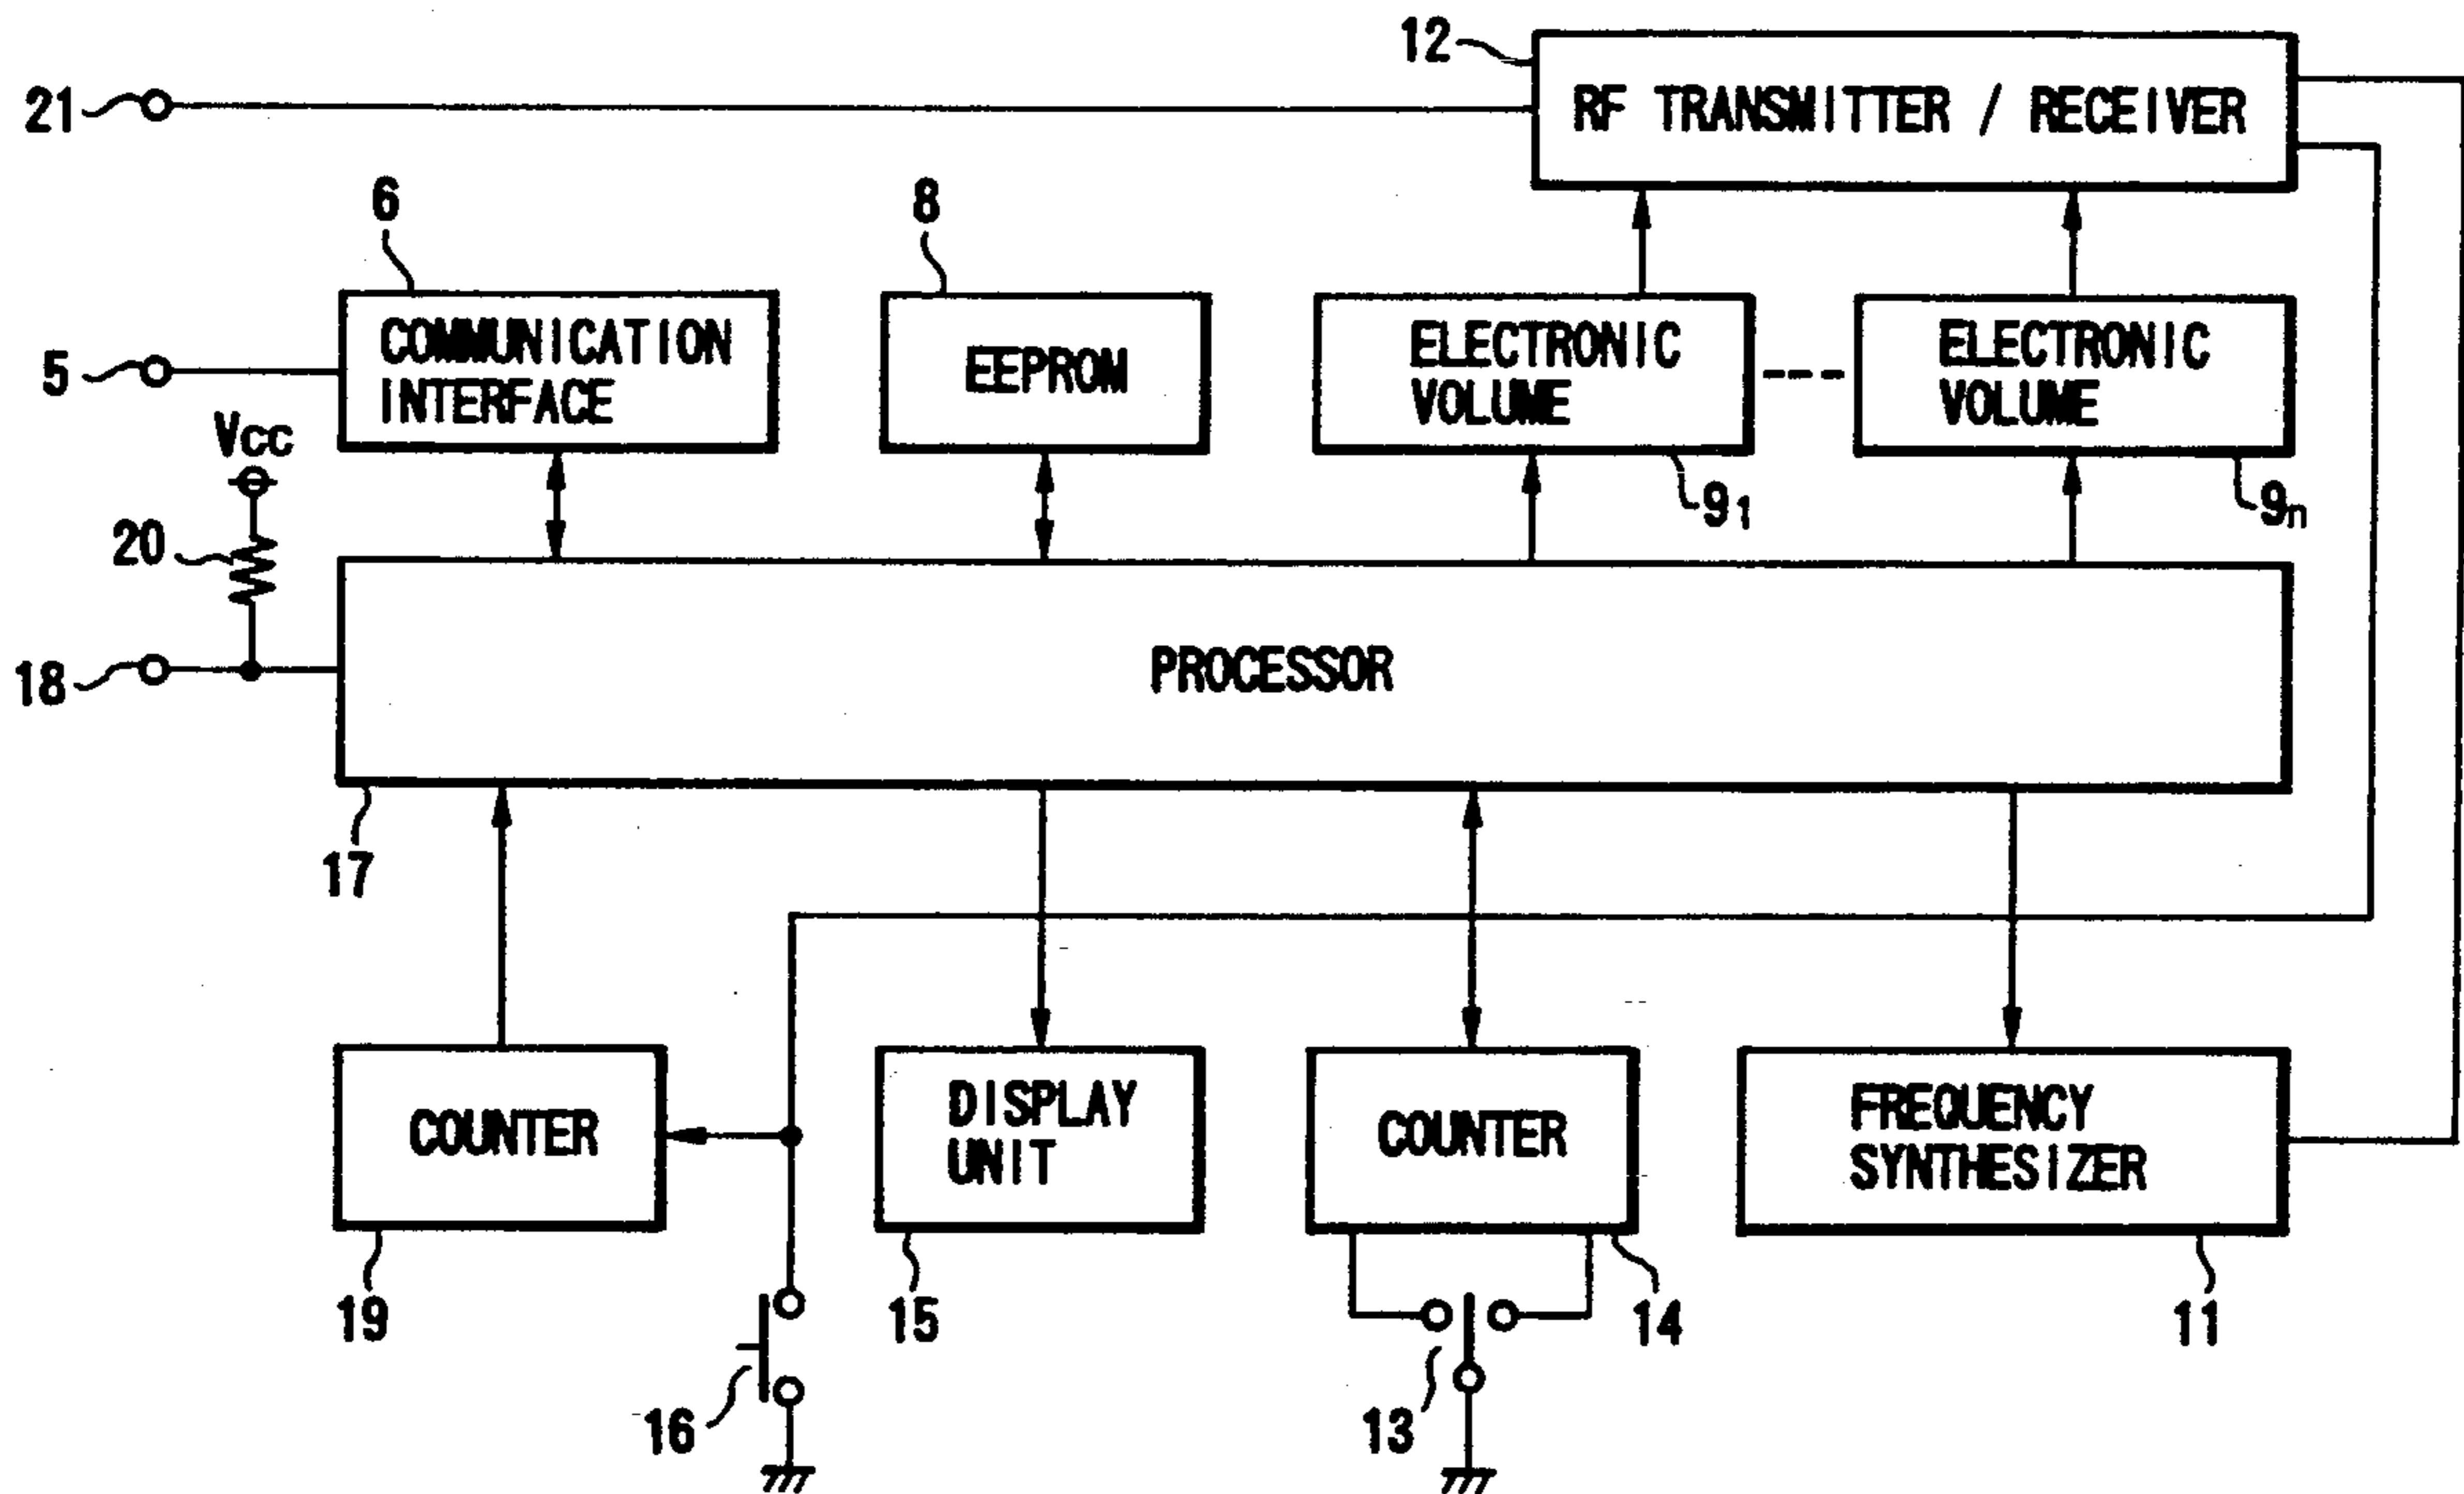 12
21
RF TRANSMITTER / RECEIVER
6
8
5
COMMUNICATION
INTERFACE
EEPROM
ELECTRONIC
VOLUME
---
ELECTRONIC
VOLUME
Vcc
9₁
9ₙ
20
18
PROCESSOR
17
COUNTER
DISPLAY
UNIT
COUNTER
FREQUENCY
SYNTHESIZER
19
15
14
11
16
13